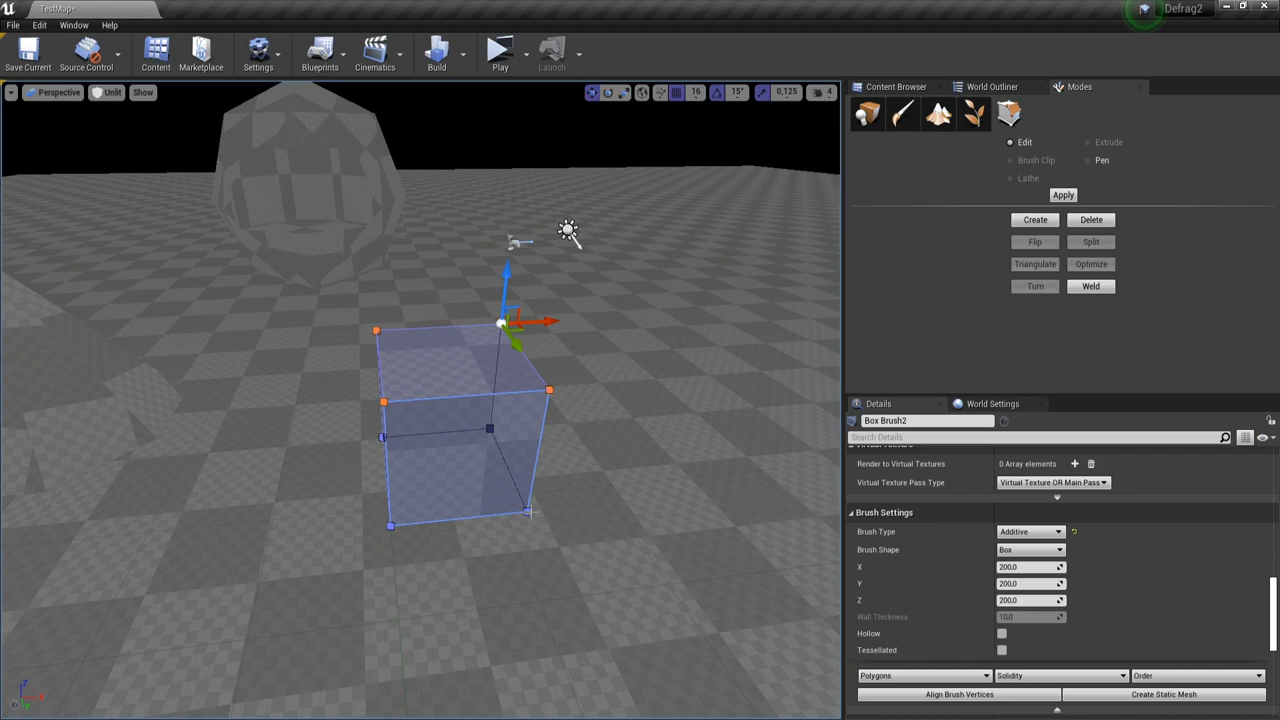 TestMap*
Defrag2
File Edit Window Help
Save Current Source Control Content Marketplace Settings Blueprints Cinematics Build Play Launch
Perspective Unlit Show 16 15° 0,125 4
Content Browser World Outliner Modes
Edit Extrude
Brush Clip Pen
Lathe
Apply
Create Delete
Flip Split
Triangulate Optimize
Turn Weld
Details World Settings
Box Brush2
Search Details
Virtual Texture
Render to Virtual Textures 0 Array elements
Virtual Texture Pass Type Virtual Texture OR Main Pass
Brush Settings
Brush Type Additive
Brush Shape Box
X 200,0
Y 200,0
Z 200,0
Wall Thickness 10,0
Hollow
Tessellated
Polygons Solidity Order
Align Brush Vertices Create Static Mesh
Z X Y